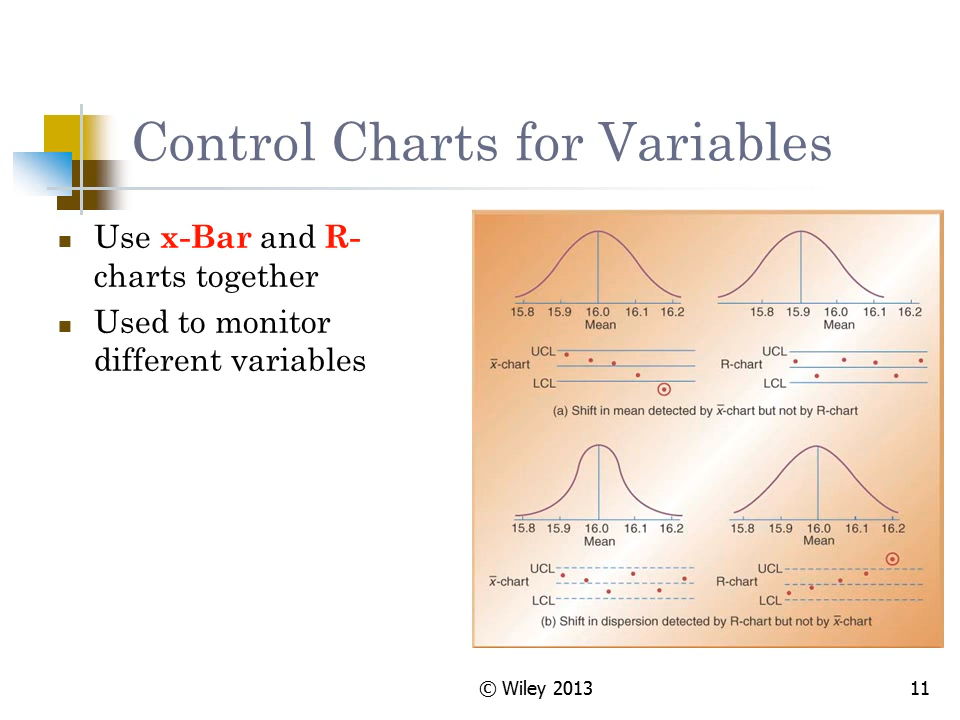 Control Charts for Variables
Use x-Bar and R-
charts together
Used to monitor
different variables
15.8 15.9 16.0 16.1 16.2
Mean
15.8 15.9 16.0 16.1 16.2
Mean
UCL
x̅-chart
LCL
UCL
R-chart
LCL
(a) Shift in mean detected by x̅-chart but not by R-chart
15.8 15.9 16.0 16.1 16.2
Mean
15.8 15.9 16.0 16.1 16.2
Mean
UCL
x̅-chart
LCL
UCL
R-chart
LCL
(b) Shift in dispersion detected by R-chart but not by x̅-chart
© Wiley 2013
11